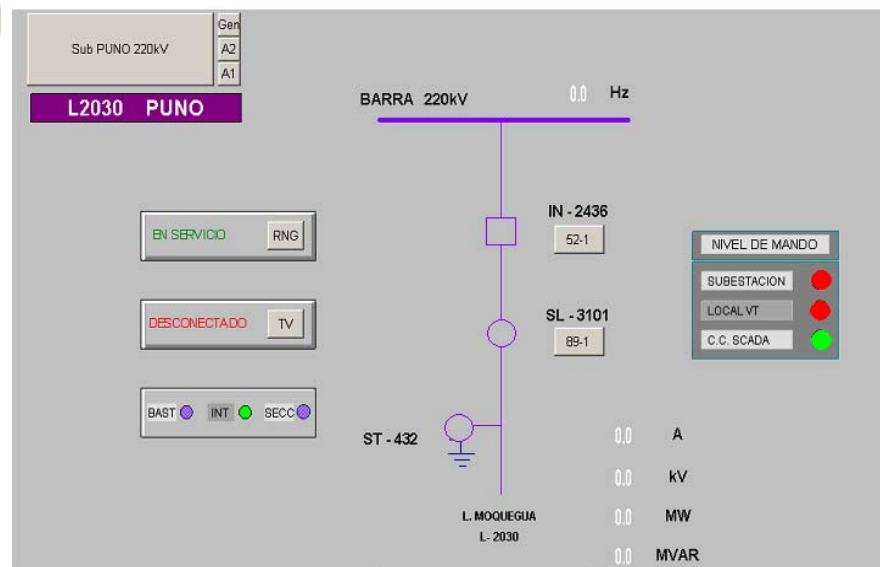 Sub PUNO 220kV
Gen
A2
A1
L2030 PUNO
BARRA 220kV
0.0 Hz
EN SERVICIO
RNG
IN - 2436
52-1
NIVEL DE MANDO
SUBESTACION
LOCAL VT
C.C. SCADA
DESCONECTADO
TV
SL - 3101
89-1
BAST
INT
SECC
ST - 432
0.0 A
0.0 kV
0.0 MW
0.0 MVAR
L. MOQUEGUA
L- 2030